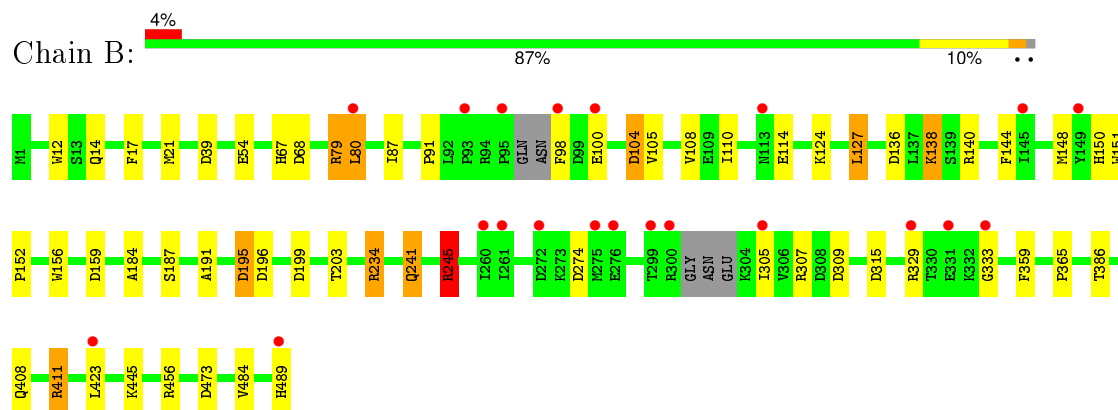 4%
Chain B:
87% 10% • •
M1 W12 S13 Q14 F17 M21 D39 E54 H67 D68 R79 L80 I87 P91 L92 P93 R94 P95 GLN ASN F98 D99 E100 D104 V105 V108 E109 I110 N113 E114 K124 L127 D136 L137 K138 S139 R140 F144 I145 M148 Y149 H150 W151
P152 W156 D159 A184 S187 A191 D195 D196 D199 T203 R234 Q241 R245 I260 I261 D272 K273 D274 M275 E276 T299 R300 GLY ASN GLU K304 I305 V306 R307 D308 D309 D315 R329 T330 E331 K332 G333 F359 P365 T386
Q408 R411 L423 K445 R456 D473 V484 H489